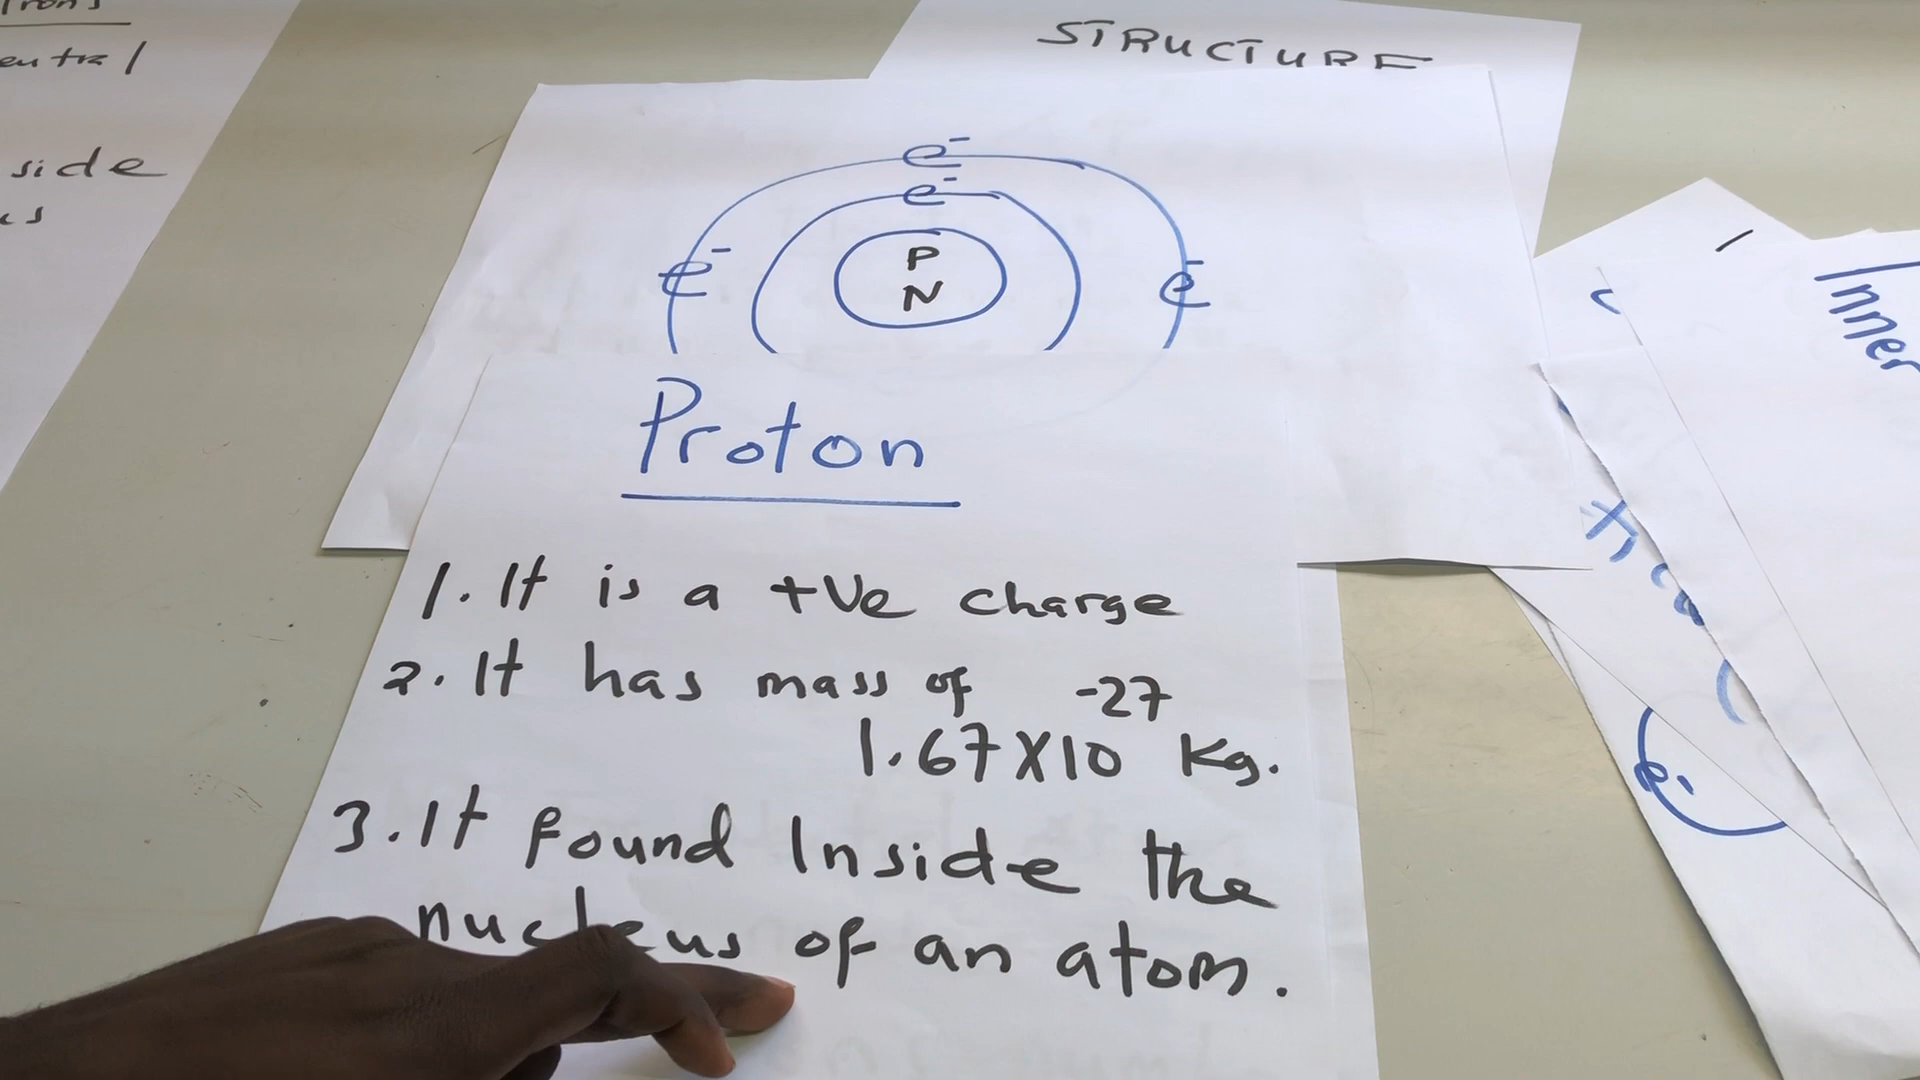 STRUCTURE
side
e-
e-
e-
e-
P
N
Inner
Proton
1. It is a +ve charge
2. It has mass of
1.67X10-27 Kg.
e-
3. It found Inside the
nucleus of an atom.